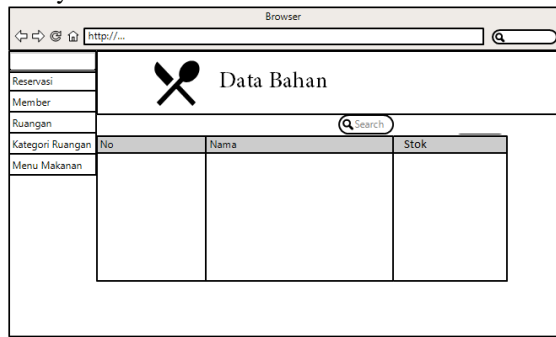 Browser
http://...
Data Bahan
Reservasi
Member
Ruangan
Search
Kategori Ruangan
No Nama Stok
Menu Makanan